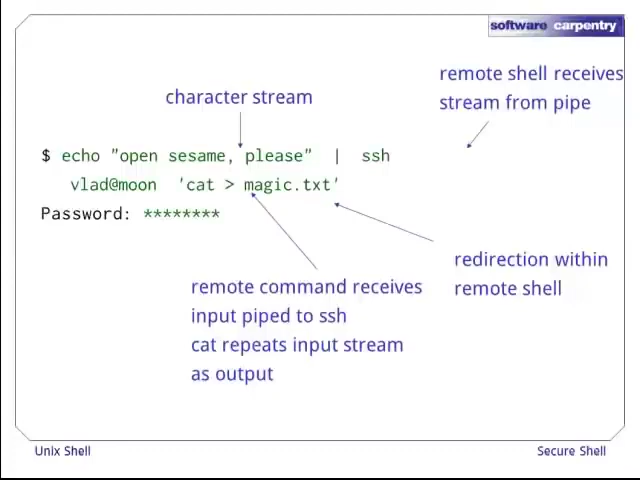 software carpentry
remote shell receives
stream from pipe
character stream
$ echo "open sesame, please" | ssh
vlad@moon 'cat > magic.txt'
Password: ********
redirection within
remote shell
remote command receives
input piped to ssh
cat repeats input stream
as output
Unix Shell
Secure Shell